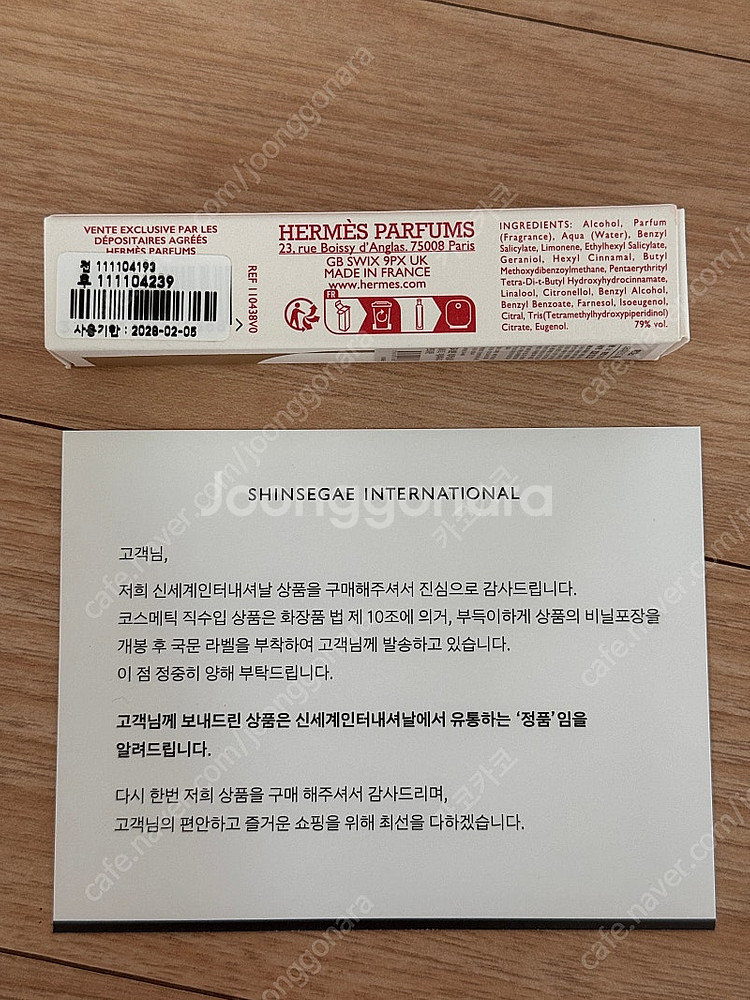 VENTE EXCLUSIVE PAR LES
DÉPOSITAIRES AGRÉÉS
HERMÈS PARFUMS
전 111104193
후 111104239
사용기한 : 2028-02-05
REF 110438V0
HERMÈS PARFUMS
23, rue Boissy d'Anglas, 75008 Paris
GB SW1X 9PX UK
MADE IN FRANCE
www.hermes.com
FR
INGREDIENTS: Alcohol, Parfum
(Fragrance), Aqua (Water), Benzyl
Salicylate, Limonene, Ethylhexyl Salicylate,
Geraniol, Hexyl Cinnamal, Butyl
Methoxydibenzoylmethane, Pentaerythrityl
Tetra-Di-t-Butyl Hydroxyhydrocinnamate,
Linalool, Citronellol, Benzyl Alcohol,
Benzyl Benzoate, Farnesol, Isoeugenol,
Citral, Tris(Tetramethylhydroxypiperidinol)
Citrate, Eugenol. 79% vol.
SHINSEGAE INTERNATIONAL
Joonggonara
고객님,
저희 신세계인터내셔날 상품을 구매해주셔서 진심으로 감사드립니다.
코스메틱 직수입 상품은 화장품 법 제 10조에 의거, 부득이하게 상품의 비닐포장을
개봉 후 국문 라벨을 부착하여 고객님께 발송하고 있습니다.
이 점 정중히 양해 부탁드립니다.
고객님께 보내드린 상품은 신세계인터내셔날에서 유통하는 '정품'임을
알려드립니다.
다시 한번 저희 상품을 구매 해주셔서 감사드리며,
고객님의 편안하고 즐거운 쇼핑을 위해 최선을 다하겠습니다.
cafe.naver.com/joonggonara
카코카코